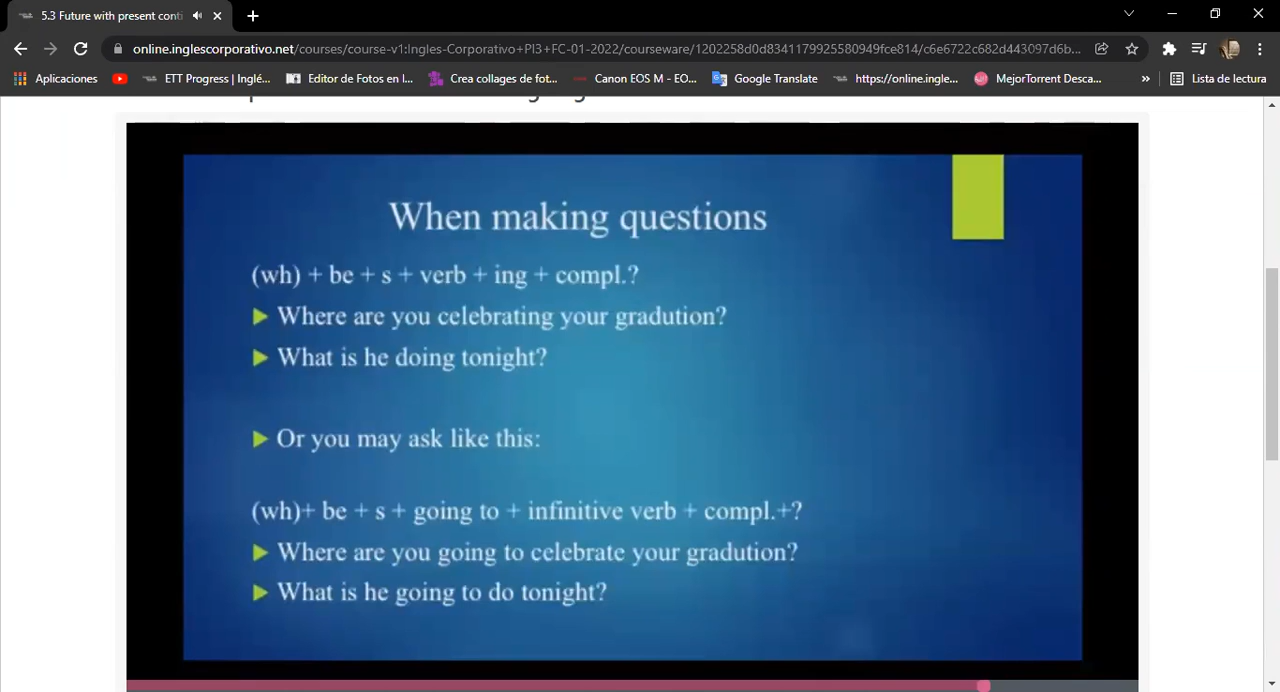 5.3 Future with present conti
online.inglescorporativo.net/courses/course-v1:Ingles-Corporativo+PI3+FC-01-2022/courseware/1202258d0d8341179925580949fce814/c6e6722c682d443097d6b...
Aplicaciones ETT Progress | Inglé... Editor de Fotos en l... Crea collages de fot... Canon EOS M - EO... Google Translate https://online.ingle... MejorTorrent Desca... » Lista de lectura
When making questions
(wh) + be + s + verb + ing + compl.?
Where are you celebrating your gradution?
What is he doing tonight?
Or you may ask like this:
(wh)+ be + s + going to + infinitive verb + compl.+?
Where are you going to celebrate your gradution?
What is he going to do tonight?